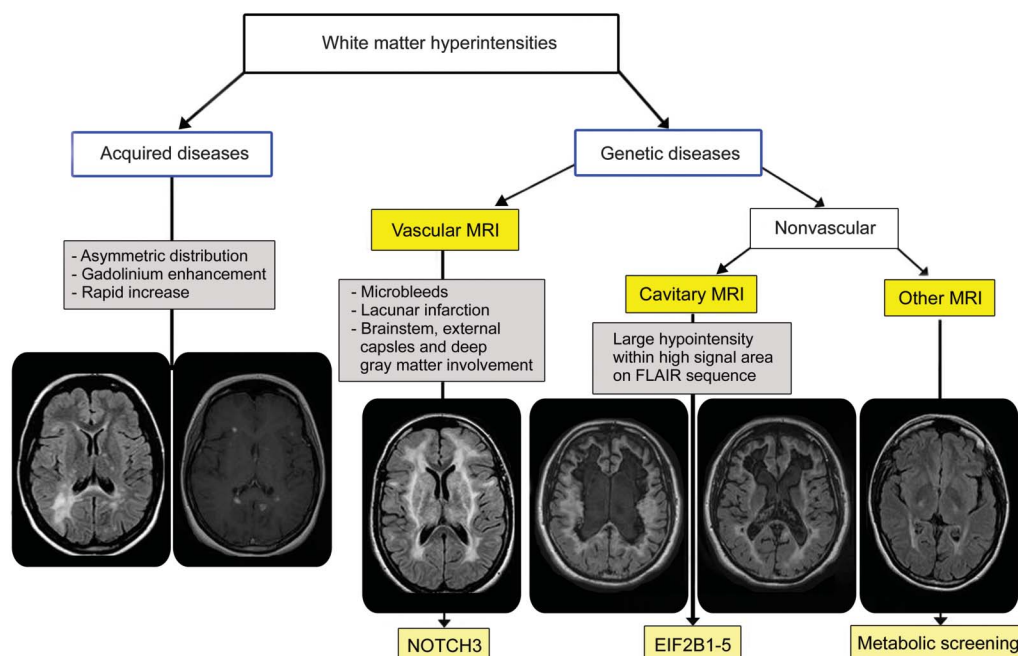 White matter hyperintensities
Acquired diseases
Genetic diseases
Vascular MRI
Nonvascular
- Asymmetric distribution
- Gadolinium enhancement
- Rapid increase
- Microbleeds
- Lacunar infarction
- Brainstem, external
capsles and deep
gray matter involvement
Cavitary MRI
Other MRI
Large hypointensity
within high signal area
on FLAIR sequence
NOTCH3
EIF2B1-5
Metabolic screening